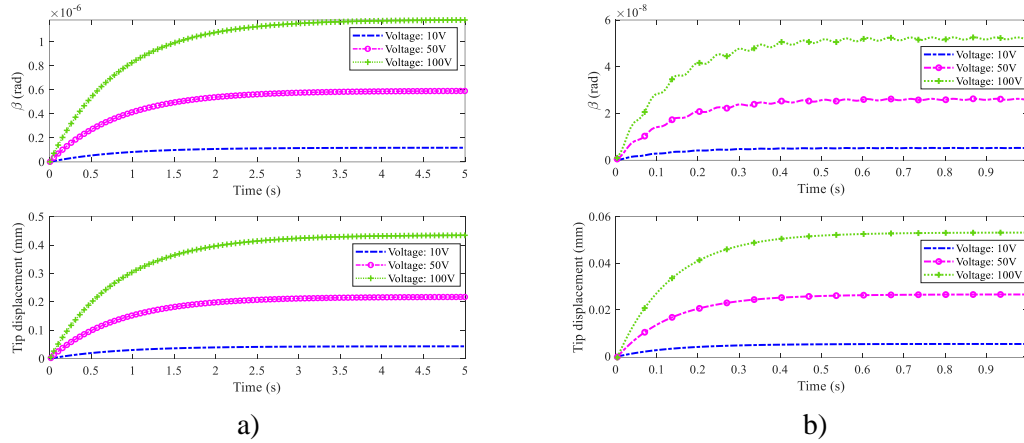 ×10⁻⁶
1
0.8
0.6
0.4
0.2
0
β (rad)
Voltage: 10V
Voltage: 50V
Voltage: 100V
0 0.5 1 1.5 2 2.5 3 3.5 4 4.5 5
Time (s)
×10⁻⁸
6
4
2
0
β (rad)
Voltage: 10V
Voltage: 50V
Voltage: 100V
0 0.1 0.2 0.3 0.4 0.5 0.6 0.7 0.8 0.9
Time (s)
0.5
0.4
0.3
0.2
0.1
0
Tip displacement (mm)
Voltage: 10V
Voltage: 50V
Voltage: 100V
0 0.5 1 1.5 2 2.5 3 3.5 4 4.5 5
Time (s)
0.06
0.04
0.02
0
Tip displacement (mm)
Voltage: 10V
Voltage: 50V
Voltage: 100V
0 0.1 0.2 0.3 0.4 0.5 0.6 0.7 0.8 0.9
Time (s)
a)
b)